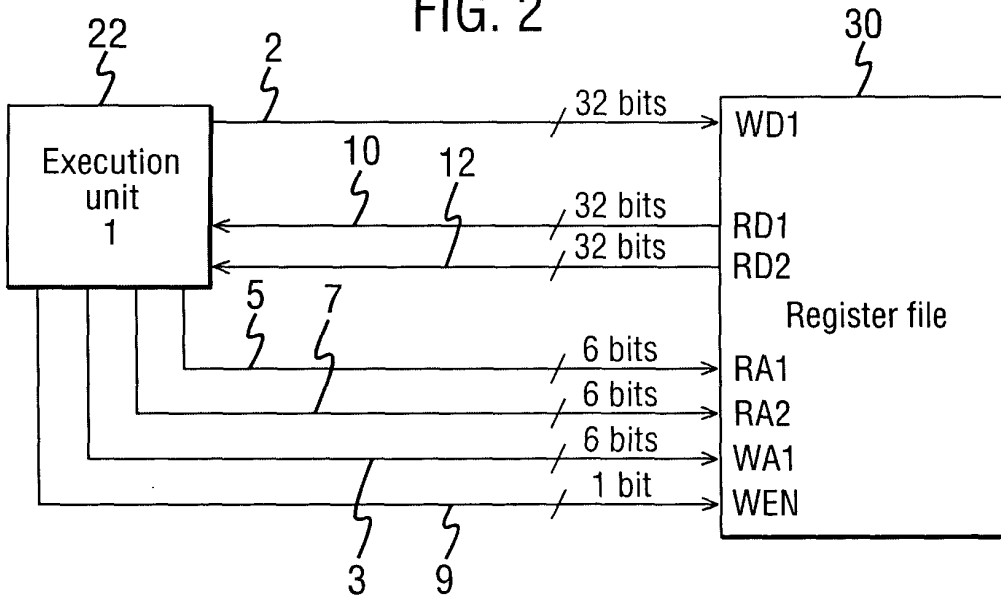 FIG. 2
22
2
30
Execution
unit
1
32 bits
WD1
10
12
32 bits
RD1
32 bits
RD2
Register file
5
7
6 bits
RA1
6 bits
RA2
6 bits
WA1
1 bit
WEN
3
9